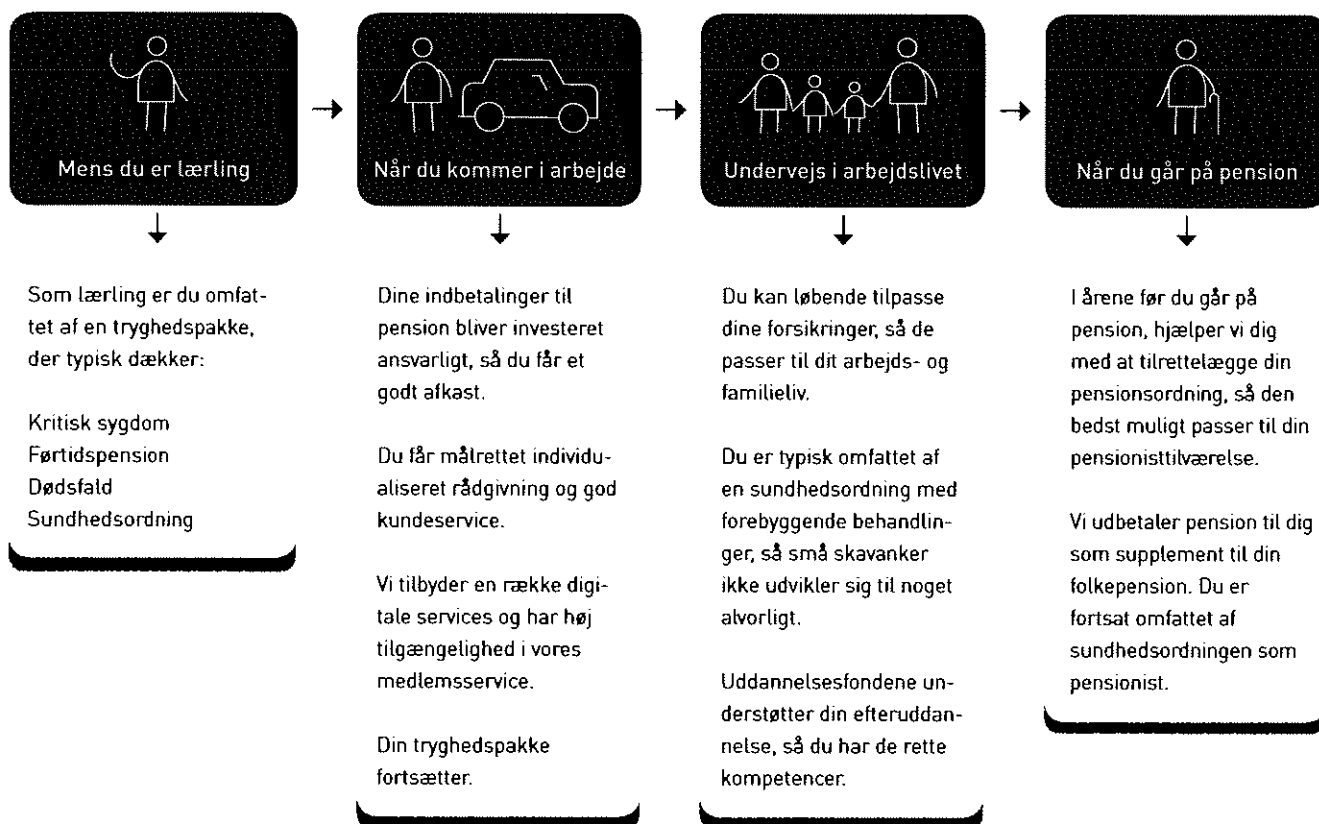 Mens du er lærling
Som lærling er du omfat-
tet af en tryghedspakke,
der typisk dækker:
Kritisk sygdom
Førtidspension
Dødsfald
Sundhedsordning
Når du kommer i arbejde
Dine indbetalinger til
pension bliver investeret
ansvarligt, så du får et
godt afkast.
Du får målrettet individu-
aliseret rådgivning og god
kundeservice.
Vi tilbyder en række digi-
tale services og har høj
tilgængelighed i vores
medlemsservice.
Din tryghedspakke
fortsætter.
Undervejs i arbejdslivet
Du kan løbende tilpasse
dine forsikringer, så de
passer til dit arbejds- og
familieliv.
Du er typisk omfattet af
en sundhedsordning med
forebyggende behandlin-
ger, så små skavanker
ikke udvikler sig til noget
alvorligt.
Uddannelsesfondene un-
derstøtter din efteruddan-
nelse, så du har de rette
kompetencer.
Når du går på pension
I årene før du går på
pension, hjælper vi dig
med at tilrettelægge din
pensionsordning, så den
bedst muligt passer til din
pensionisttilværelse.
Vi udbetaler pension til dig
som supplement til din
folkepension. Du er
fortsat omfattet af
sundhedsordningen som
pensionist.